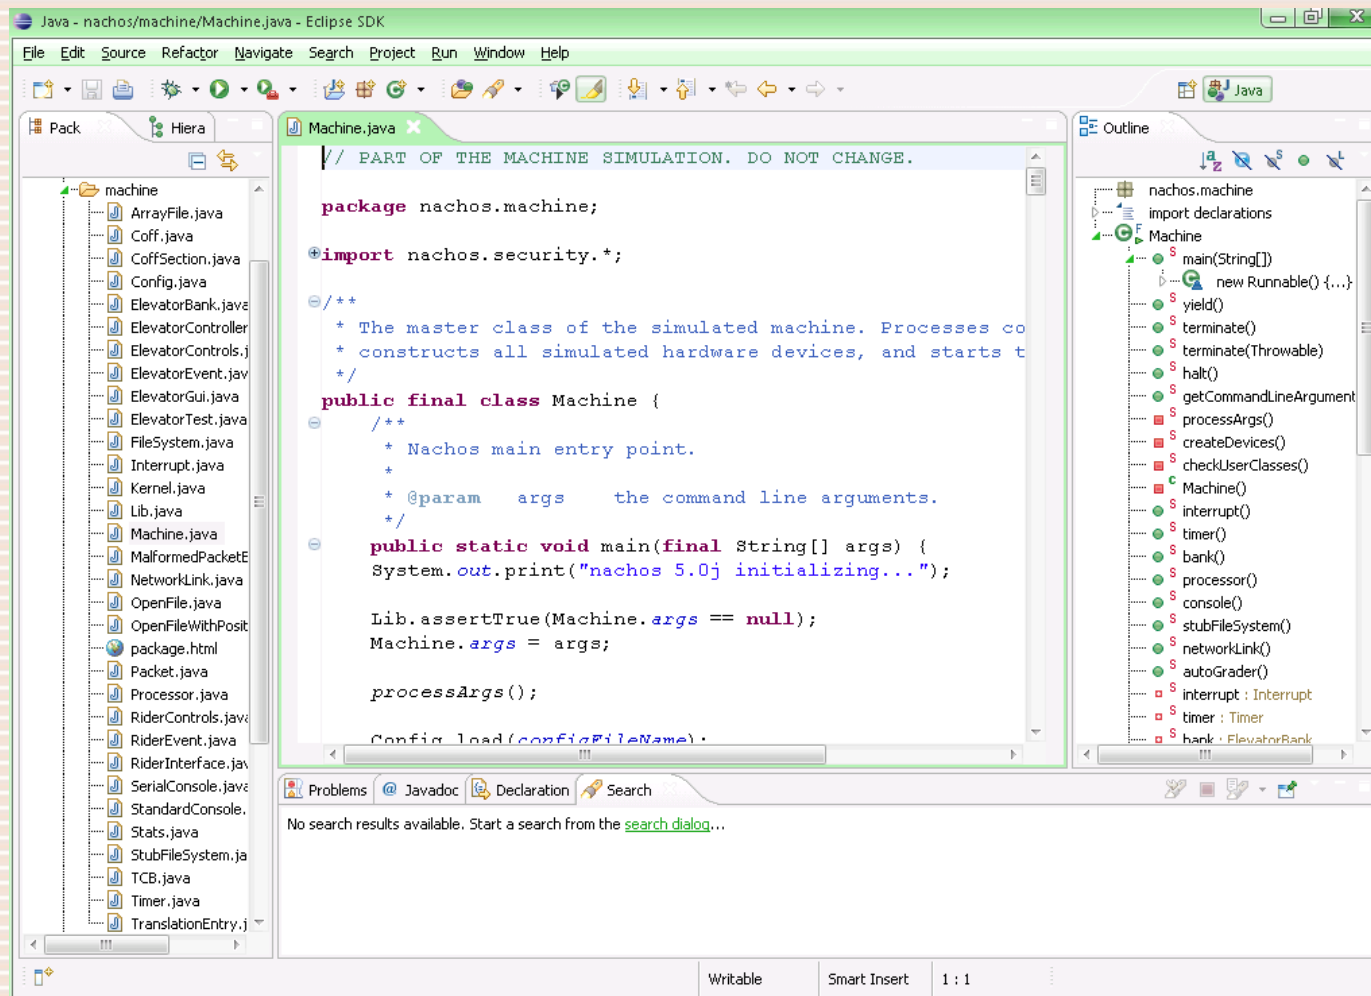 Java - nachos/machine/Machine.java - Eclipse SDK
File Edit Source Refactor Navigate Search Project Run Window Help
Java
Pack
Hiera
machine
ArrayFile.java
Coff.java
CoffSection.java
Config.java
ElevatorBank.java
ElevatorController
ElevatorControls.j
ElevatorEvent.jav
ElevatorGui.java
ElevatorTest.java
FileSystem.java
Interrupt.java
Kernel.java
Lib.java
Machine.java
MalformedPacketE
NetworkLink.java
OpenFile.java
OpenFileWithPosit
package.html
Packet.java
Processor.java
RiderControls.java
RiderEvent.java
RiderInterface.jav
SerialConsole.java
StandardConsole.
Stats.java
StubFileSystem.ja
TCB.java
Timer.java
TranslationEntry.j
Machine.java
// PART OF THE MACHINE SIMULATION. DO NOT CHANGE.
package nachos.machine;
import nachos.security.*;
/**
* The master class of the simulated machine. Processes co
* constructs all simulated hardware devices, and starts t
*/
public final class Machine {
/**
* Nachos main entry point.
*
* @param args the command line arguments.
*/
public static void main(final String[] args) {
System.out.print("nachos 5.0j initializing...");
Lib.assertTrue(Machine.args == null);
Machine.args = args;
processArgs();
Config.load(configFileName);
Outline
nachos.machine
import declarations
Machine
main(String[])
new Runnable() {...}
yield()
terminate()
terminate(Throwable)
halt()
getCommandLineArgument
processArgs()
createDevices()
checkUserClasses()
Machine()
interrupt()
timer()
bank()
processor()
console()
stubFileSystem()
networkLink()
autoGrader()
interrupt : Interrupt
timer : Timer
bank : ElevatorBank
Problems @ Javadoc Declaration Search
No search results available. Start a search from the search dialog...
Writable Smart Insert 1 : 1